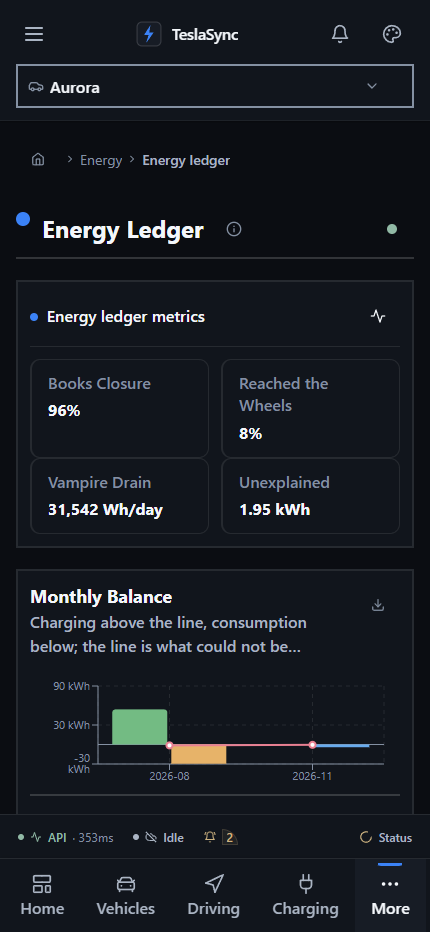 TeslaSync
Aurora
Energy
Energy ledger
Energy Ledger
Energy ledger metrics
Books Closure
96%
Reached the
Wheels
8%
Vampire Drain
31,542 Wh/day
Unexplained
1.95 kWh
Monthly Balance
Charging above the line, consumption
below; the line is what could not be...
90 kWh
30 kWh
-30
kWh
2026-08
2026-11
API · 353ms
Idle
2
Status
Home
Vehicles
Driving
Charging
More